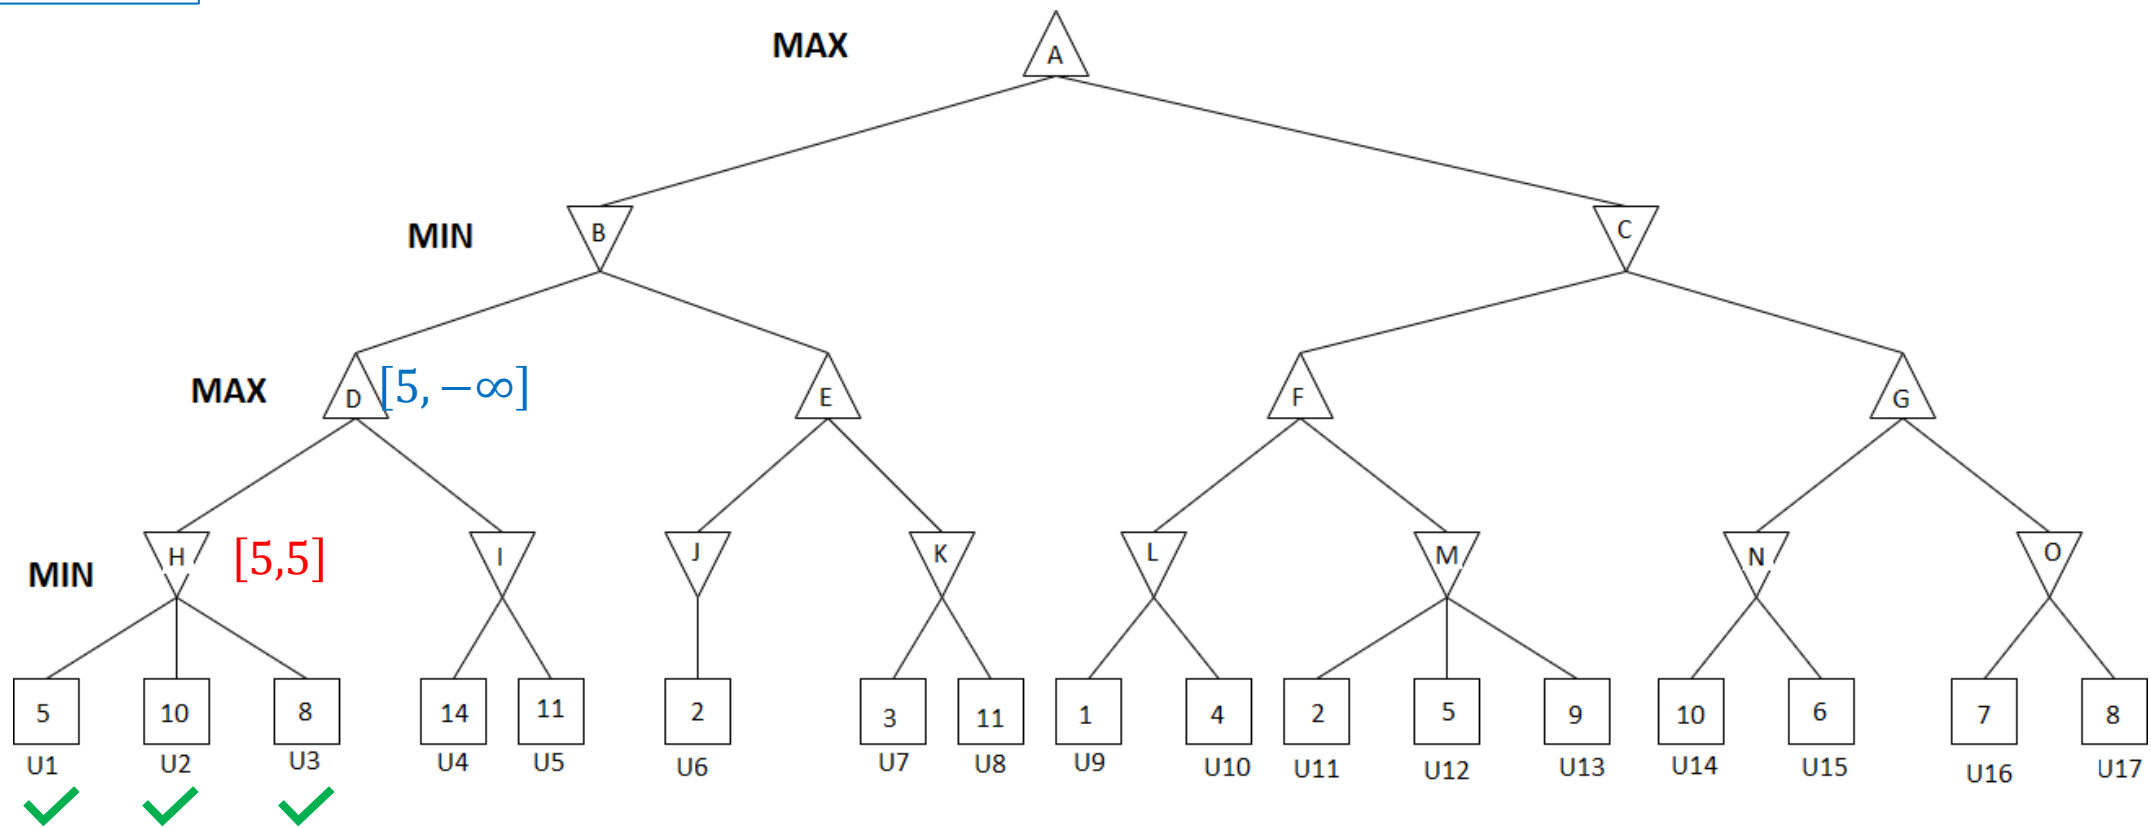 MAX A
MIN B C
MAX D [5, −∞] E F G
MIN H [5,5] I J K L M N O
5 10 8 14 11 2 3 11 1 4 2 5 9 10 6 7 8
U1 U2 U3 U4 U5 U6 U7 U8 U9 U10 U11 U12 U13 U14 U15 U16 U17